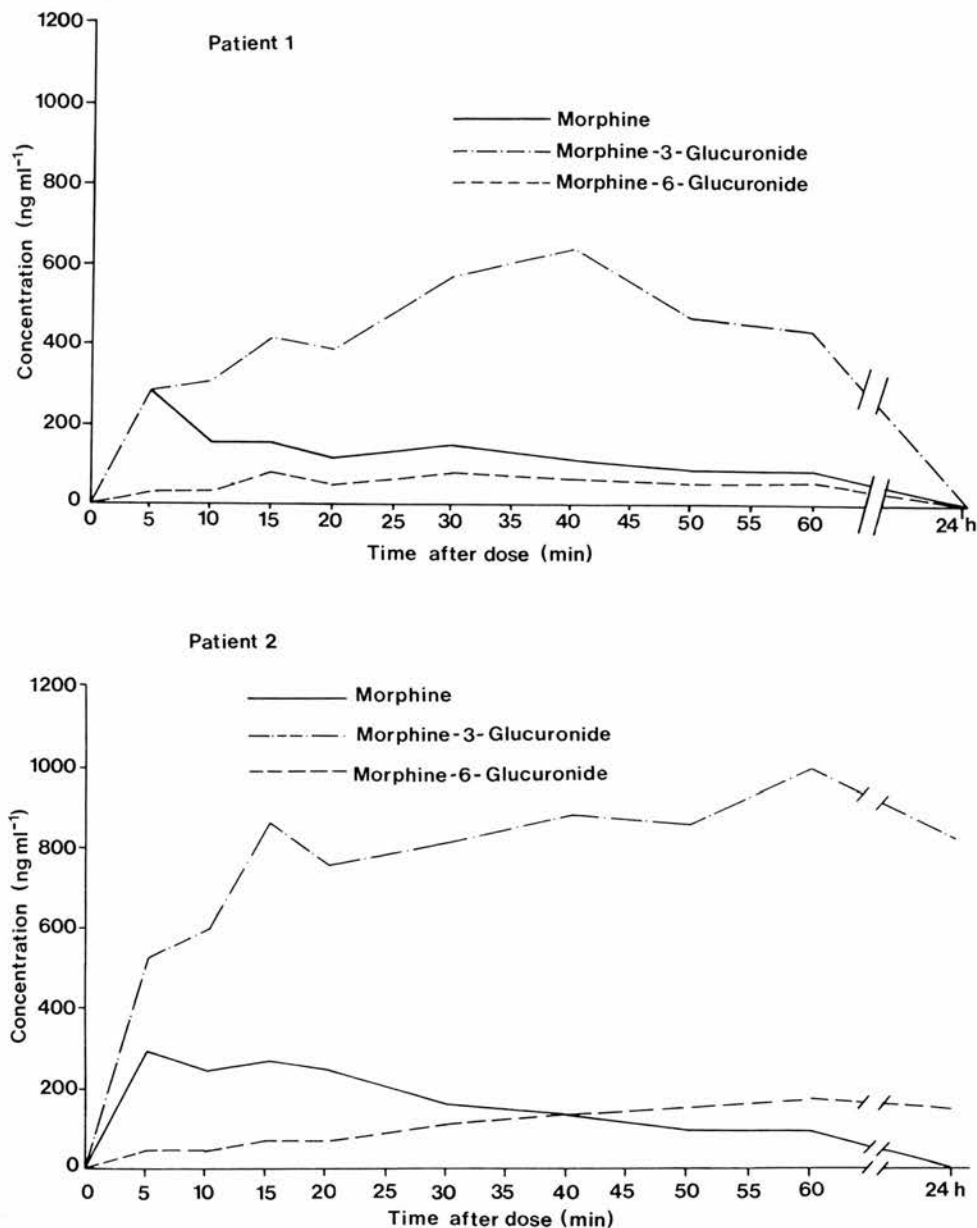 Patient 1
1200
1000
800
600
400
200
0
Concentration (ng ml⁻¹)
Morphine
Morphine-3-Glucuronide
Morphine-6-Glucuronide
0 5 10 15 20 25 30 35 40 45 50 55 60 24 h
Time after dose (min)
Patient 2
1200
1000
800
600
400
200
0
Concentration (ng ml⁻¹)
Morphine
Morphine-3-Glucuronide
Morphine-6-Glucuronide
0 5 10 15 20 25 30 35 40 45 50 55 60 24 h
Time after dose (min)